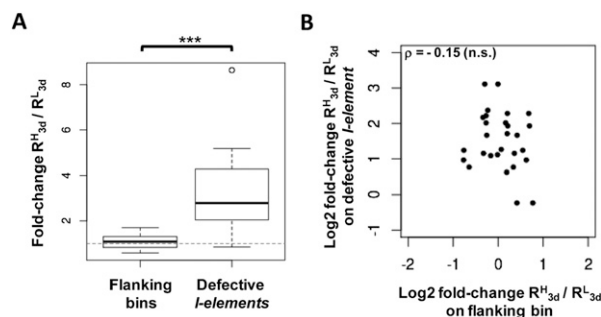 A
***
Fold-change R^H_3d / R^L_3d
8
6
4
2
Flanking bins
Defective I-elements
B
ρ = - 0.15 (n.s.)
Log2 fold-change R^H_3d / R^L_3d
on defective I-element
4
3
2
1
0
-1
-2 -1 0 1 2
Log2 fold-change R^H_3d / R^L_3d
on flanking bin